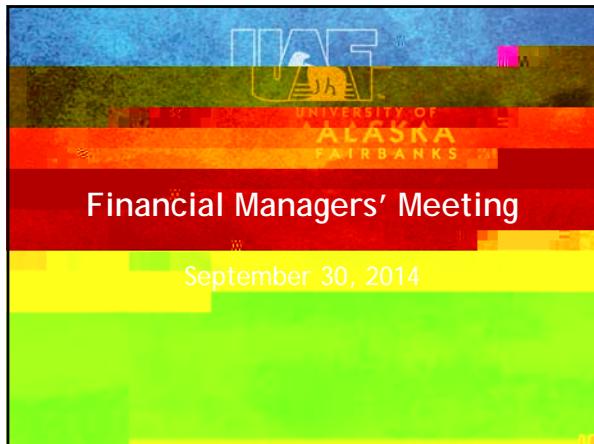 UAF
UNIVERSITY OF
ALASKA
FAIRBANKS
Financial Managers' Meeting
September 30, 2014